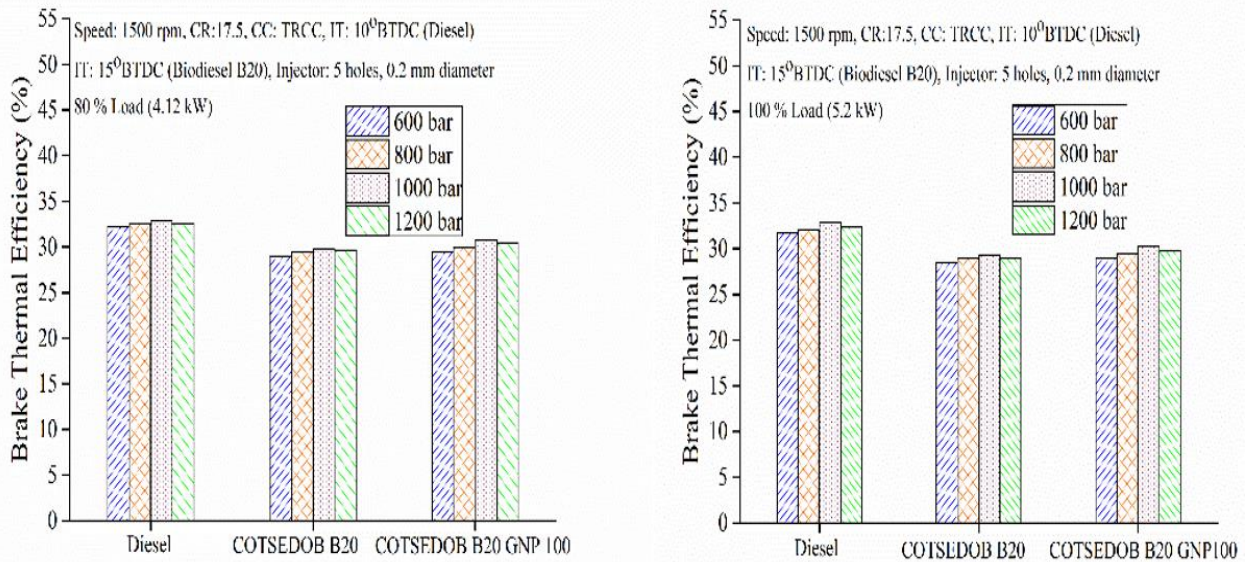 Speed: 1500 rpm, CR:17.5, CC: TRCC, IT: 10⁰BTDC (Diesel)
IT: 15⁰BTDC (Biodiesel B20), Injector: 5 holes, 0.2 mm diameter
80 % Load (4.12 kW)
600 bar
800 bar
1000 bar
1200 bar
Brake Thermal Efficiency (%)
55
50
45
40
35
30
25
20
15
10
5
0
Diesel
COTSEDOB B20
COTSEDOB B20 GNP 100
Speed: 1500 rpm, CR:17.5, CC: TRCC, IT: 10⁰BTDC (Diesel)
IT: 15⁰BTDC (Biodiesel B20), Injector: 5 holes, 0.2 mm diameter
100 % Load (5.2 kW)
600 bar
800 bar
1000 bar
1200 bar
Brake Thermal Efficiency (%)
55
50
45
40
35
30
25
20
15
10
5
0
Diesel
COTSEDOB B20
COTSEDOB B20 GNP100